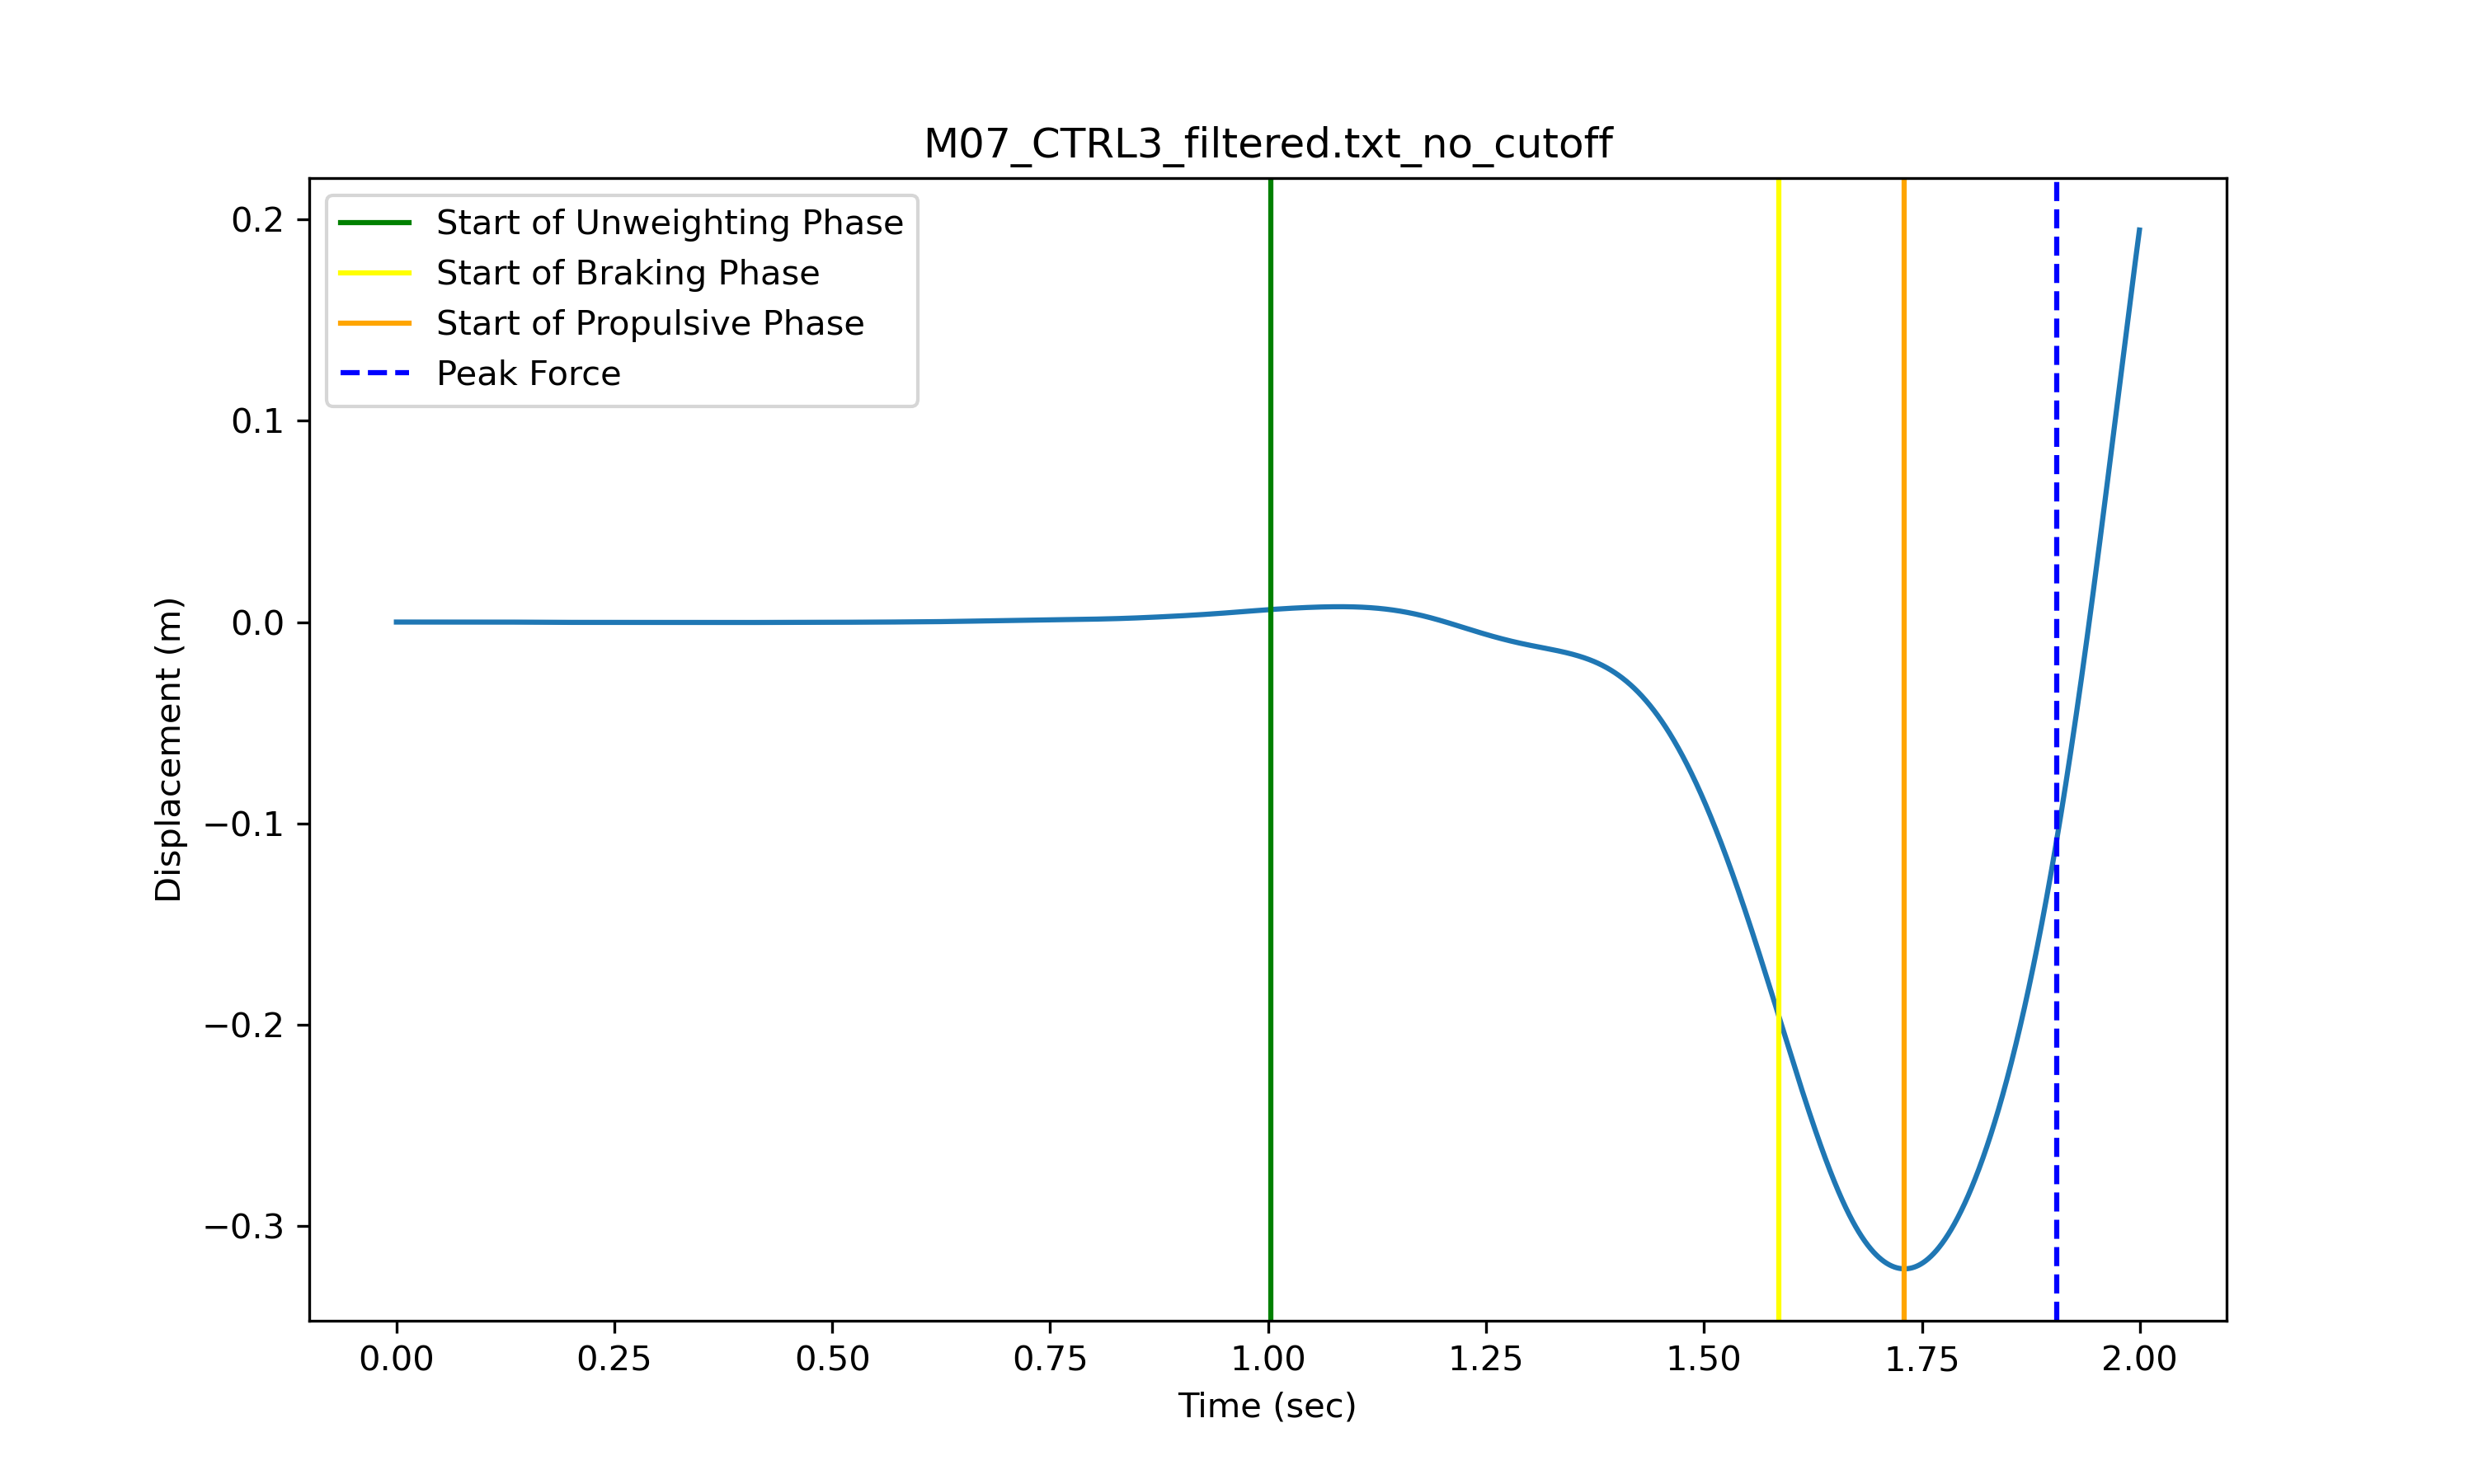 M07_CTRL3_filtered.txt_no_cutoff
Start of Unweighting Phase
Start of Braking Phase
Start of Propulsive Phase
Peak Force
0.2
0.1
0.0
−0.1
−0.2
−0.3
Displacement (m)
0.00 0.25 0.50 0.75 1.00 1.25 1.50 1.75 2.00
Time (sec)